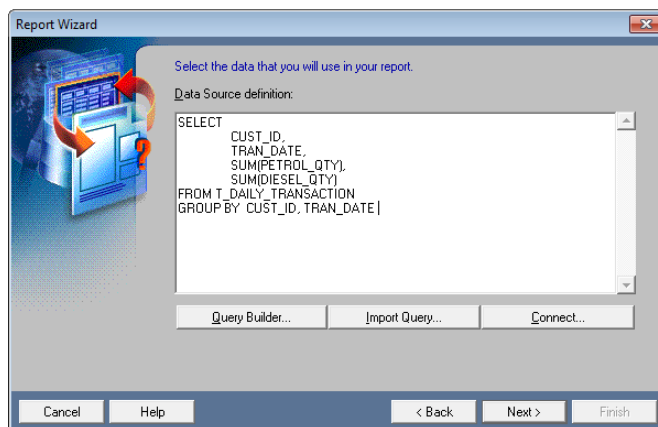 Report Wizard
Select the data that you will use in your report.
Data Source definition:
SELECT
CUST_ID,
TRAN_DATE,
SUM(PETROL_QTY),
SUM(DIESEL_QTY)
FROM T_DAILY_TRANSACTION
GROUP BY CUST_ID, TRAN_DATE
Query Builder...
Import Query...
Connect...
Cancel
Help
< Back
Next >
Finish